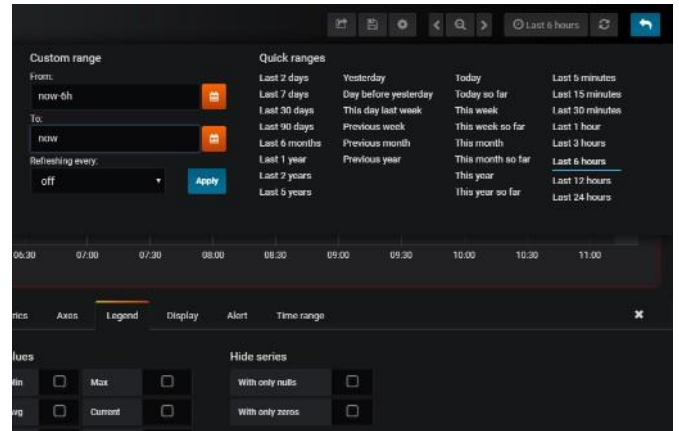 Last 6 hours
Custom range
From:
now-6h
To:
now
Refreshing every:
off
Apply
Quick ranges
Last 2 days
Last 7 days
Last 30 days
Last 90 days
Last 6 months
Last 1 year
Last 2 years
Last 5 years
Yesterday
Day before yesterday
This day last week
Previous week
Previous month
Previous year
Today
Today so far
This week
This week so far
This month
This month so far
This year
This year so far
Last 5 minutes
Last 15 minutes
Last 30 minutes
Last 1 hour
Last 3 hours
Last 6 hours
Last 12 hours
Last 24 hours
06:30 07:00 07:30 08:00 08:30 09:00 09:30 10:00 10:30 11:00
rics Axes Legend Display Alert Time range
lues
Hide series
Max
With only nulls
Current
With only zeros